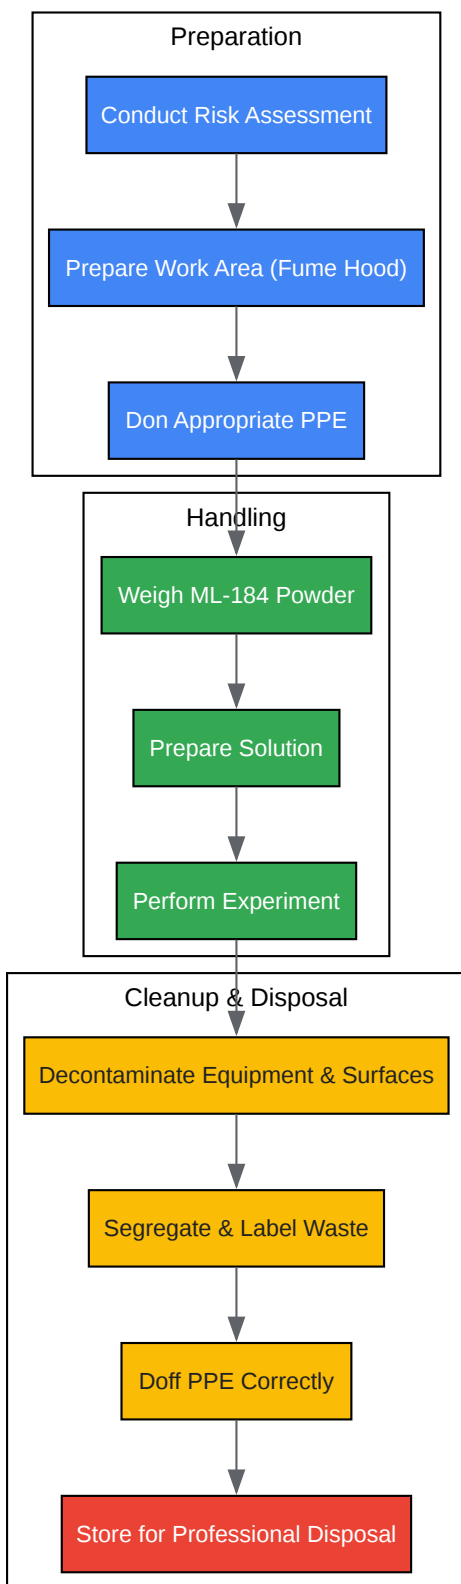 Preparation
Conduct Risk Assessment
Prepare Work Area (Fume Hood)
Don Appropriate PPE
Handling
Weigh ML-184 Powder
Prepare Solution
Perform Experiment
Cleanup & Disposal
Decontaminate Equipment & Surfaces
Segregate & Label Waste
Doff PPE Correctly
Store for Professional Disposal